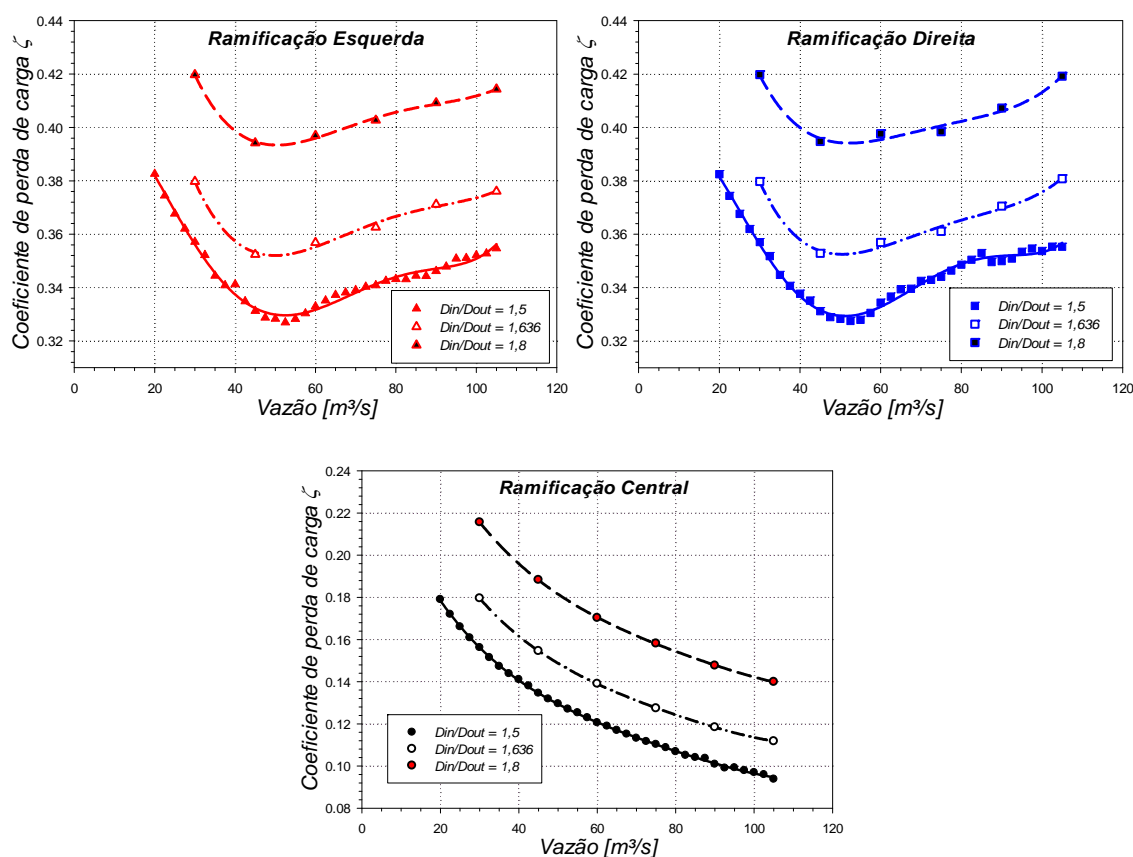 Ramificação Esquerda
Coeficiente de perda de carga ζ
0.44
0.42
0.40
0.38
0.36
0.34
0.32
Din/Dout = 1,5
Din/Dout = 1,636
Din/Dout = 1,8
0 20 40 60 80 100 120
Vazão [m³/s]
Ramificação Direita
Coeficiente de perda de carga ζ
0.44
0.42
0.40
0.38
0.36
0.34
0.32
Din/Dout = 1,5
Din/Dout = 1,636
Din/Dout = 1,8
0 20 40 60 80 100 120
Vazão [m³/s]
Ramificação Central
Coeficiente de perda de carga ζ
0.24
0.22
0.20
0.18
0.16
0.14
0.12
0.10
0.08
Din/Dout = 1,5
Din/Dout = 1,636
Din/Dout = 1,8
0 20 40 60 80 100 120
Vazão [m³/s]